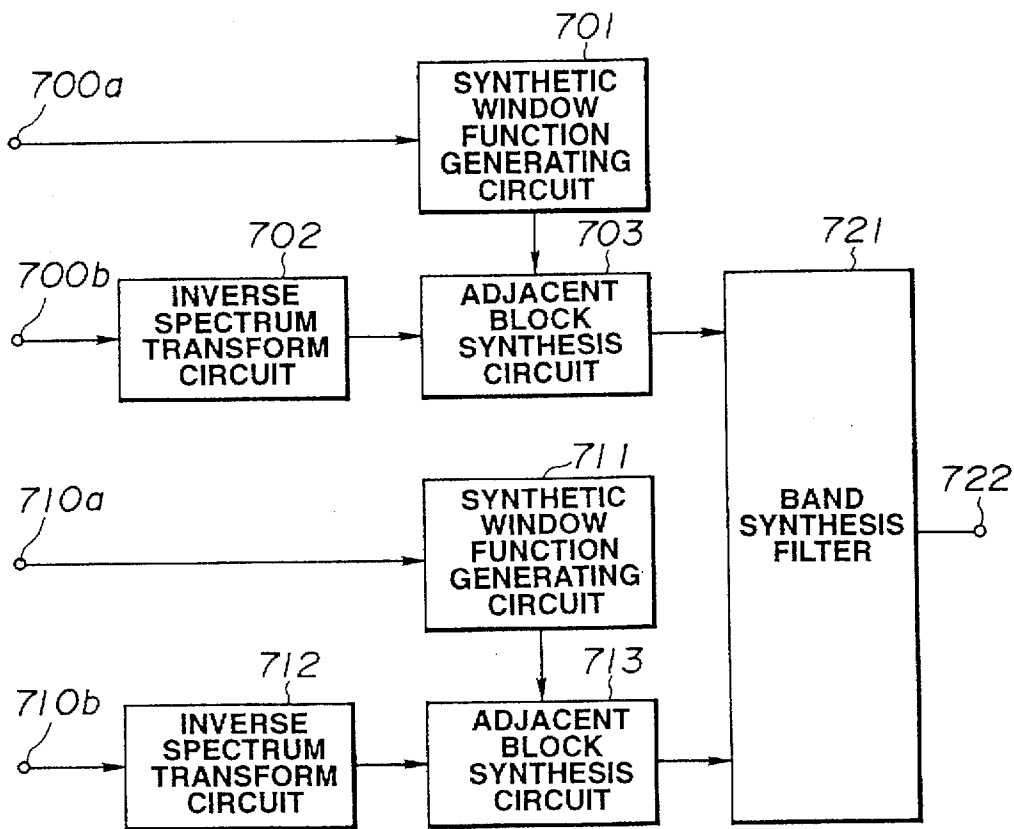 701
SYNTHETIC
WINDOW
FUNCTION
GENERATING
CIRCUIT
700a
702
INVERSE
SPECTRUM
TRANSFORM
CIRCUIT
700b
703
ADJACENT
BLOCK
SYNTHESIS
CIRCUIT
721
BAND
SYNTHESIS
FILTER
722
711
SYNTHETIC
WINDOW
FUNCTION
GENERATING
CIRCUIT
710a
712
INVERSE
SPECTRUM
TRANSFORM
CIRCUIT
710b
713
ADJACENT
BLOCK
SYNTHESIS
CIRCUIT